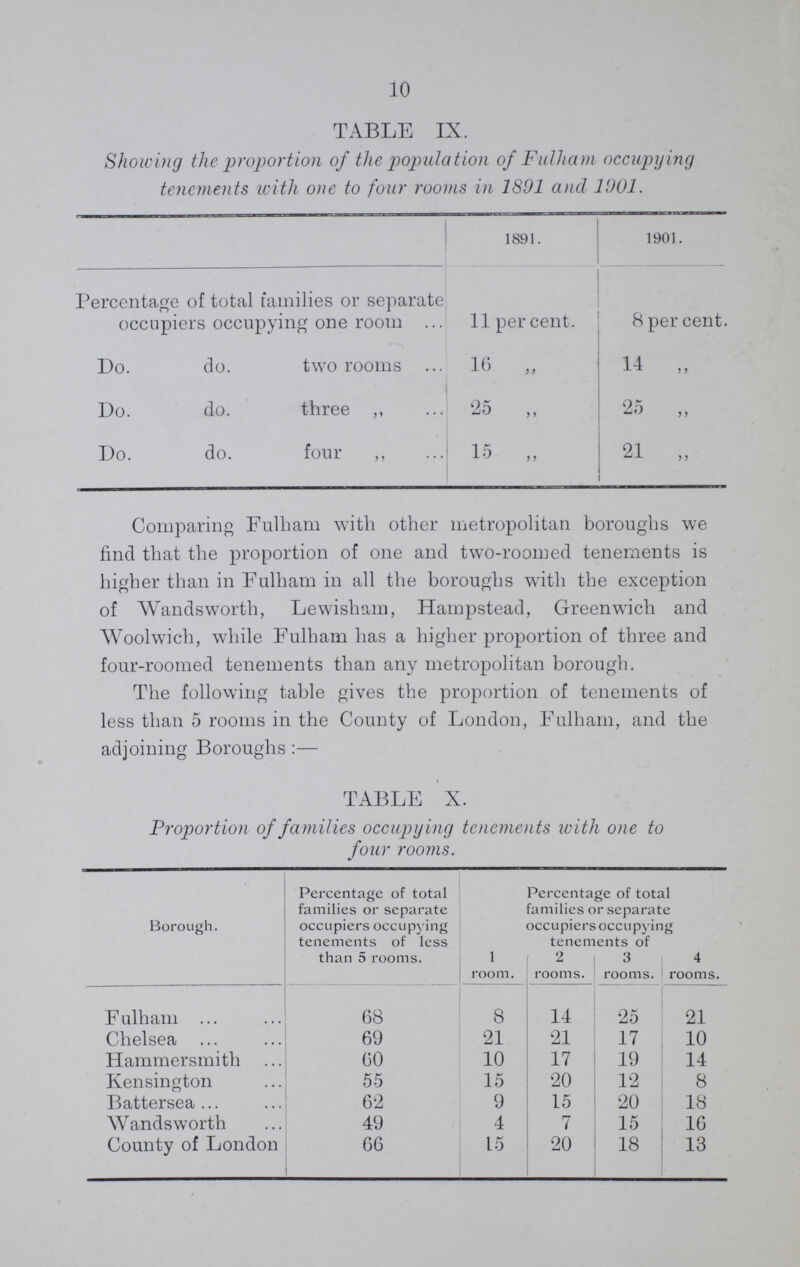 10
TABLE IX.
Showing the proportion of the population of Fulham occupying
tenements with one to four rooms in 1891 and 1901.
1891. 1901.
Percentage of total families or separate
occupiers occupying one room ... 11 per cent. 8 per cent.
Do. do. two rooms ... 16 „ 14 „
Do. do. three „ ... 25 „ 25 „
Do. do. four „ ... 15 „ 21 „
Comparing Fulham with other metropolitan boroughs we
find that the proportion of one and two-roomed tenements is
higher than in Fulham in all the boroughs with the exception
of Wandsworth, Lewisham, Hampstead, Greenwich and
Woolwich, while Fulham has a higher proportion of three and
four-roomed tenements than any metropolitan borough.
The following table gives the proportion of tenements of
less than 5 rooms in the County of London, Fulham, and the
adjoining Boroughs :—
TABLE X.
Proportion of families occupying tenements with one to
four rooms.
Borough.
Percentage of total
families or separate
occupiers occupying
tenements of less
than 5 rooms.
Percentage of total
families or separate
occupiers occupying
tenements of
1 2 3 4
room. rooms. rooms. rooms.
Fulham ... ... 68 8 14 25 21
Chelsea ... ... 69 21 21 17 10
Hammersmith ... 60 10 17 19 14
Kensington ... 55 15 20 12 8
Battersea ... ... 62 9 15 20 18
Wandsworth ... 49 4 7 15 16
County of London 66 15 20 18 13